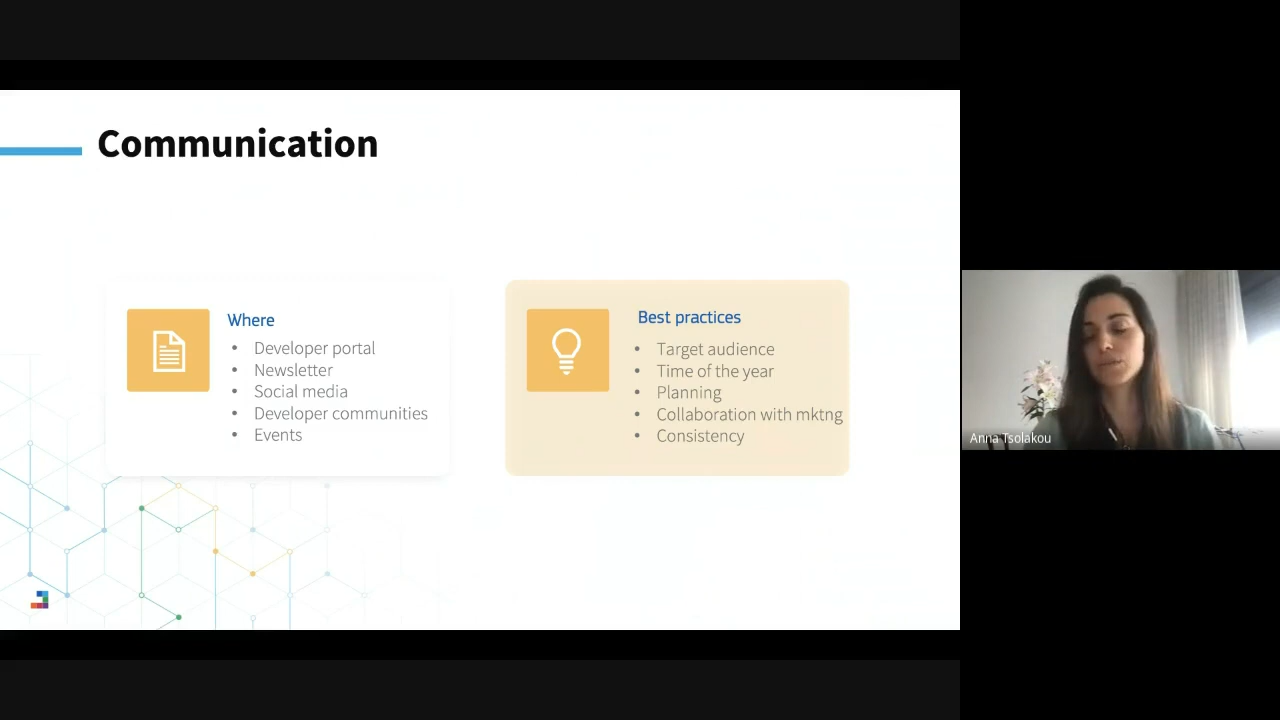 Communication
Where
• Developer portal
• Newsletter
• Social media
• Developer communities
• Events
Best practices
• Target audience
• Time of the year
• Planning
• Collaboration with mktng
• Consistency
Anna Tsolakou